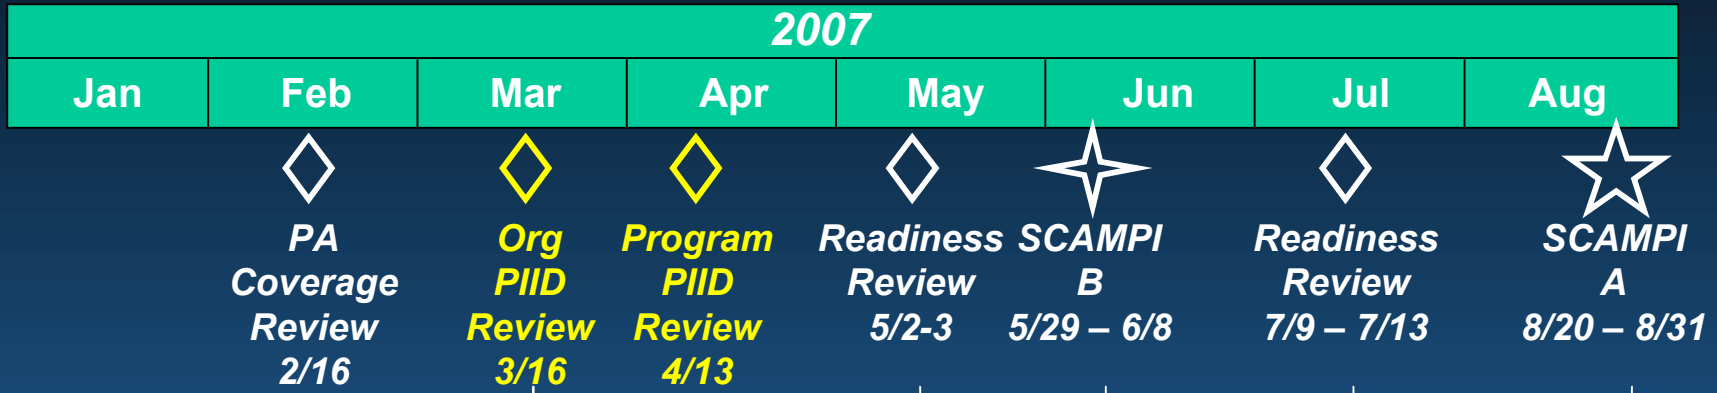 2007
Jan Feb Mar Apr May Jun Jul Aug
PA
Coverage
Review
2/16
Org
PIID
Review
3/16
Program
PIID
Review
4/13
Readiness
Review
5/2-3
SCAMPI
B
5/29 – 6/8
Readiness
Review
7/9 – 7/13
SCAMPI
A
8/20 – 8/31